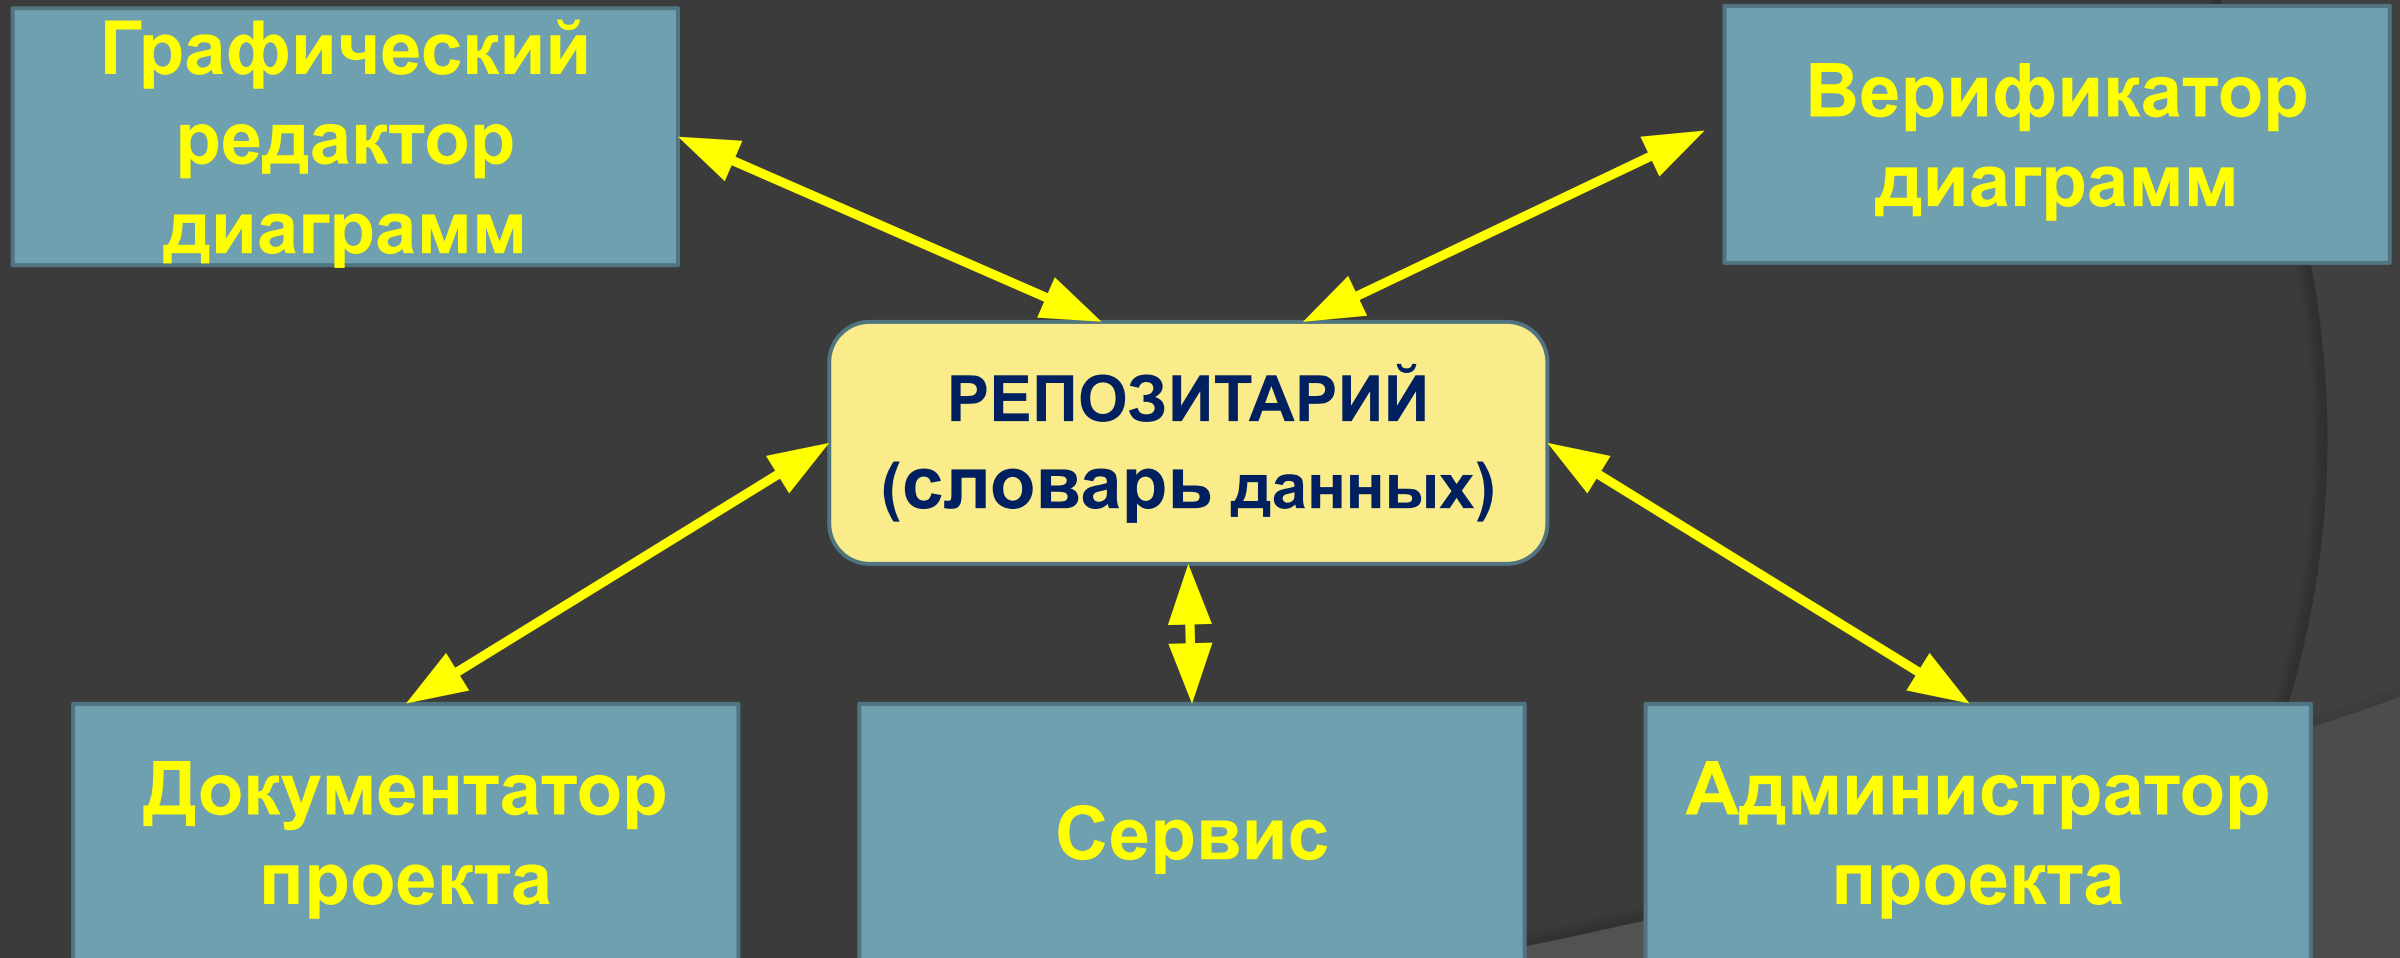 Графический
редактор
диаграмм
Верификатор
диаграмм
РЕПОЗИТАРИЙ
(словарь данных)
Документатор
проекта
Сервис
Администратор
проекта